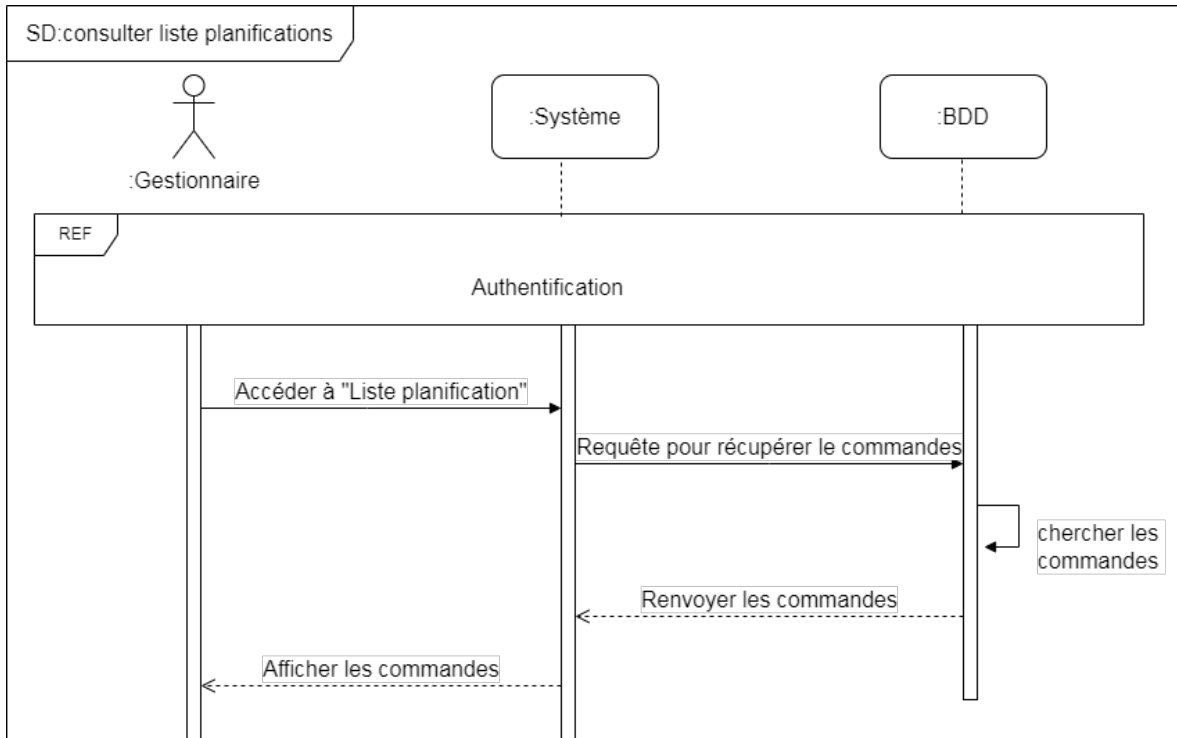 SD:consulter liste planifications
:Système
:BDD
:Gestionnaire
REF
Authentification
Accéder à "Liste planification"
Requête pour récupérer le commandes
chercher les
commandes
Renvoyer les commandes
Afficher les commandes